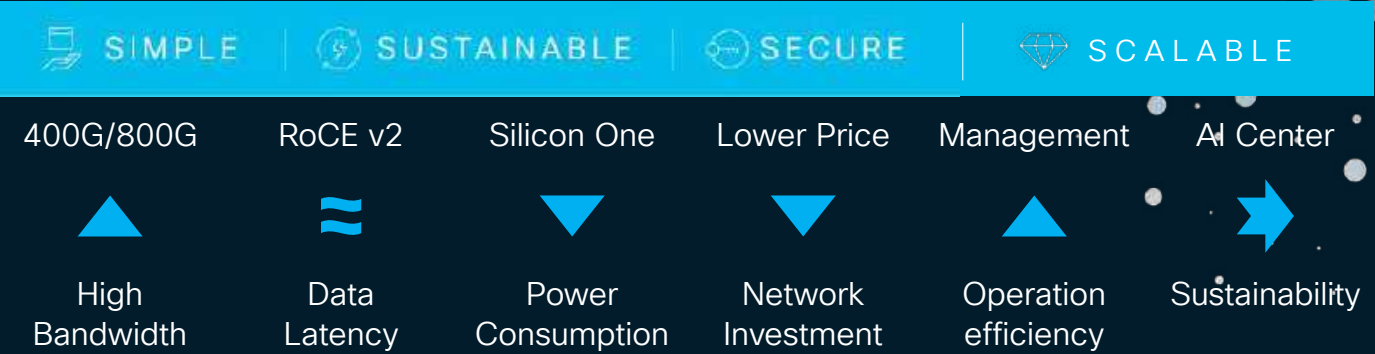 SIMPLE SUSTAINABLE SECURE SCALABLE
400G/800G RoCE v2 Silicon One Lower Price Management AI Center
High Data Power Network Operation Sustainability
Bandwidth Latency Consumption Investment efficiency